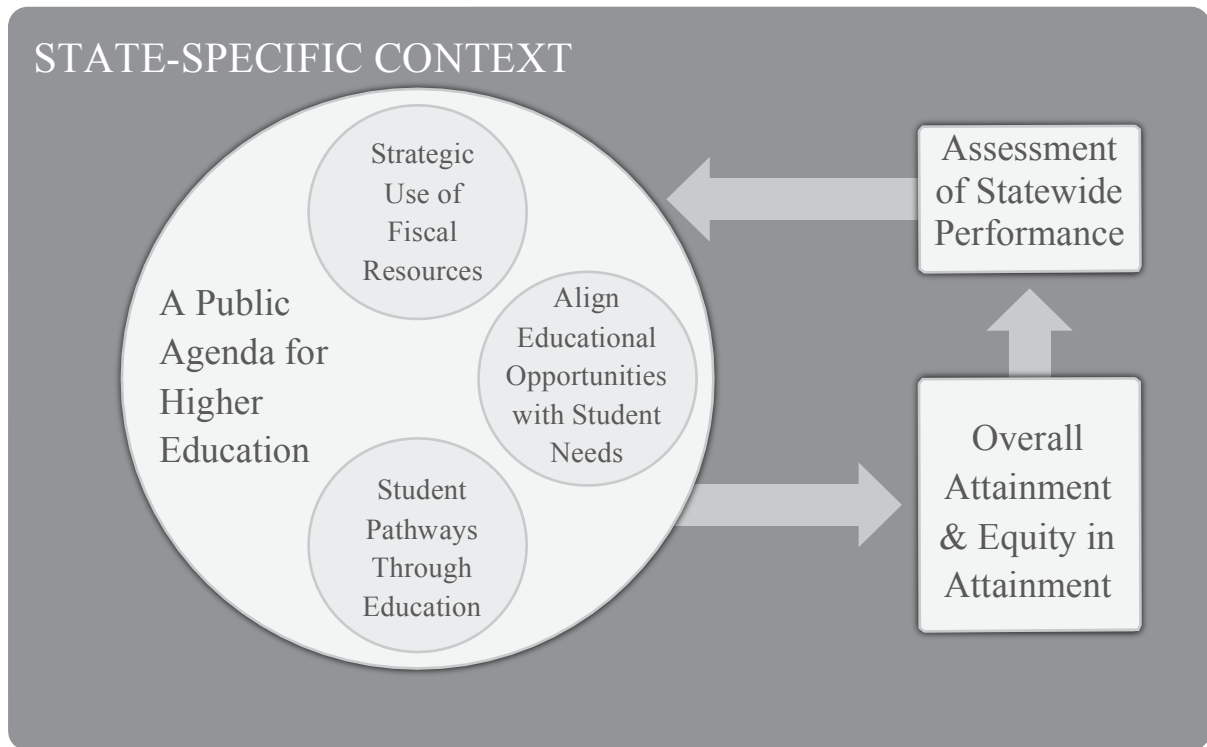 STATE-SPECIFIC CONTEXT
A Public
Agenda for
Higher
Education
Strategic
Use of
Fiscal
Resources
Align
Educational
Opportunities
with Student
Needs
Student
Pathways
Through
Education
Assessment
of Statewide
Performance
Overall
Attainment
& Equity in
Attainment